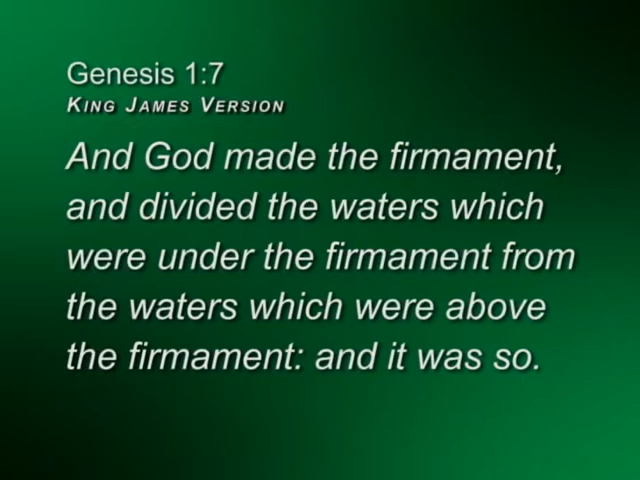 Genesis 1:7
King James Version
And God made the firmament,
and divided the waters which
were under the firmament from
the waters which were above
the firmament: and it was so.